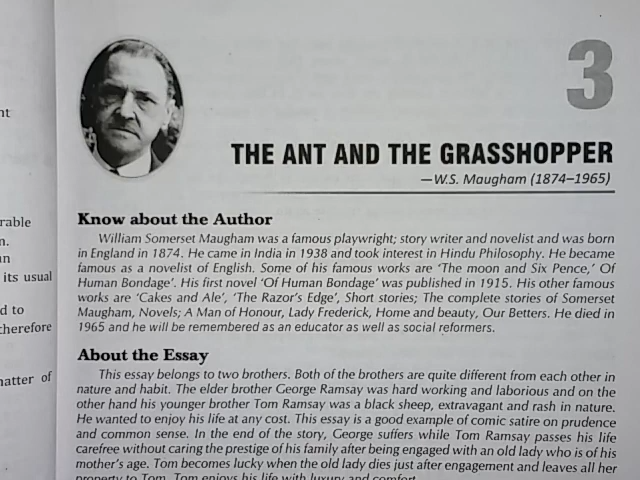 3
THE ANT AND THE GRASSHOPPER
—W.S. Maugham (1874–1965)
Know about the Author
William Somerset Maugham was a famous playwright; story writer and novelist and was born
in England in 1874. He came in India in 1938 and took interest in Hindu Philosophy. He became
famous as a novelist of English. Some of his famous works are 'The moon and Six Pence,' Of
Human Bondage'. His first novel 'Of Human Bondage' was published in 1915. His other famous
works are 'Cakes and Ale', 'The Razor's Edge', Short stories; The complete stories of Somerset
Maugham, Novels; A Man of Honour, Lady Frederick, Home and beauty, Our Betters. He died in
1965 and he will be remembered as an educator as well as social reformers.
About the Essay
This essay belongs to two brothers. Both of the brothers are quite different from each other in
nature and habit. The elder brother George Ramsay was hard working and laborious and on the
other hand his younger brother Tom Ramsay was a black sheep, extravagant and rash in nature.
He wanted to enjoy his life at any cost. This essay is a good example of comic satire on prudence
and common sense. In the end of the story, George suffers while Tom Ramsay passes his life
carefree without caring the prestige of his family after being engaged with an old lady who is of his
mother's age. Tom becomes lucky when the old lady dies just after engagement and leaves all her
property to Tom. Tom enjoys his life with luxury and comfort.
its usual
d to
therefore
atter of